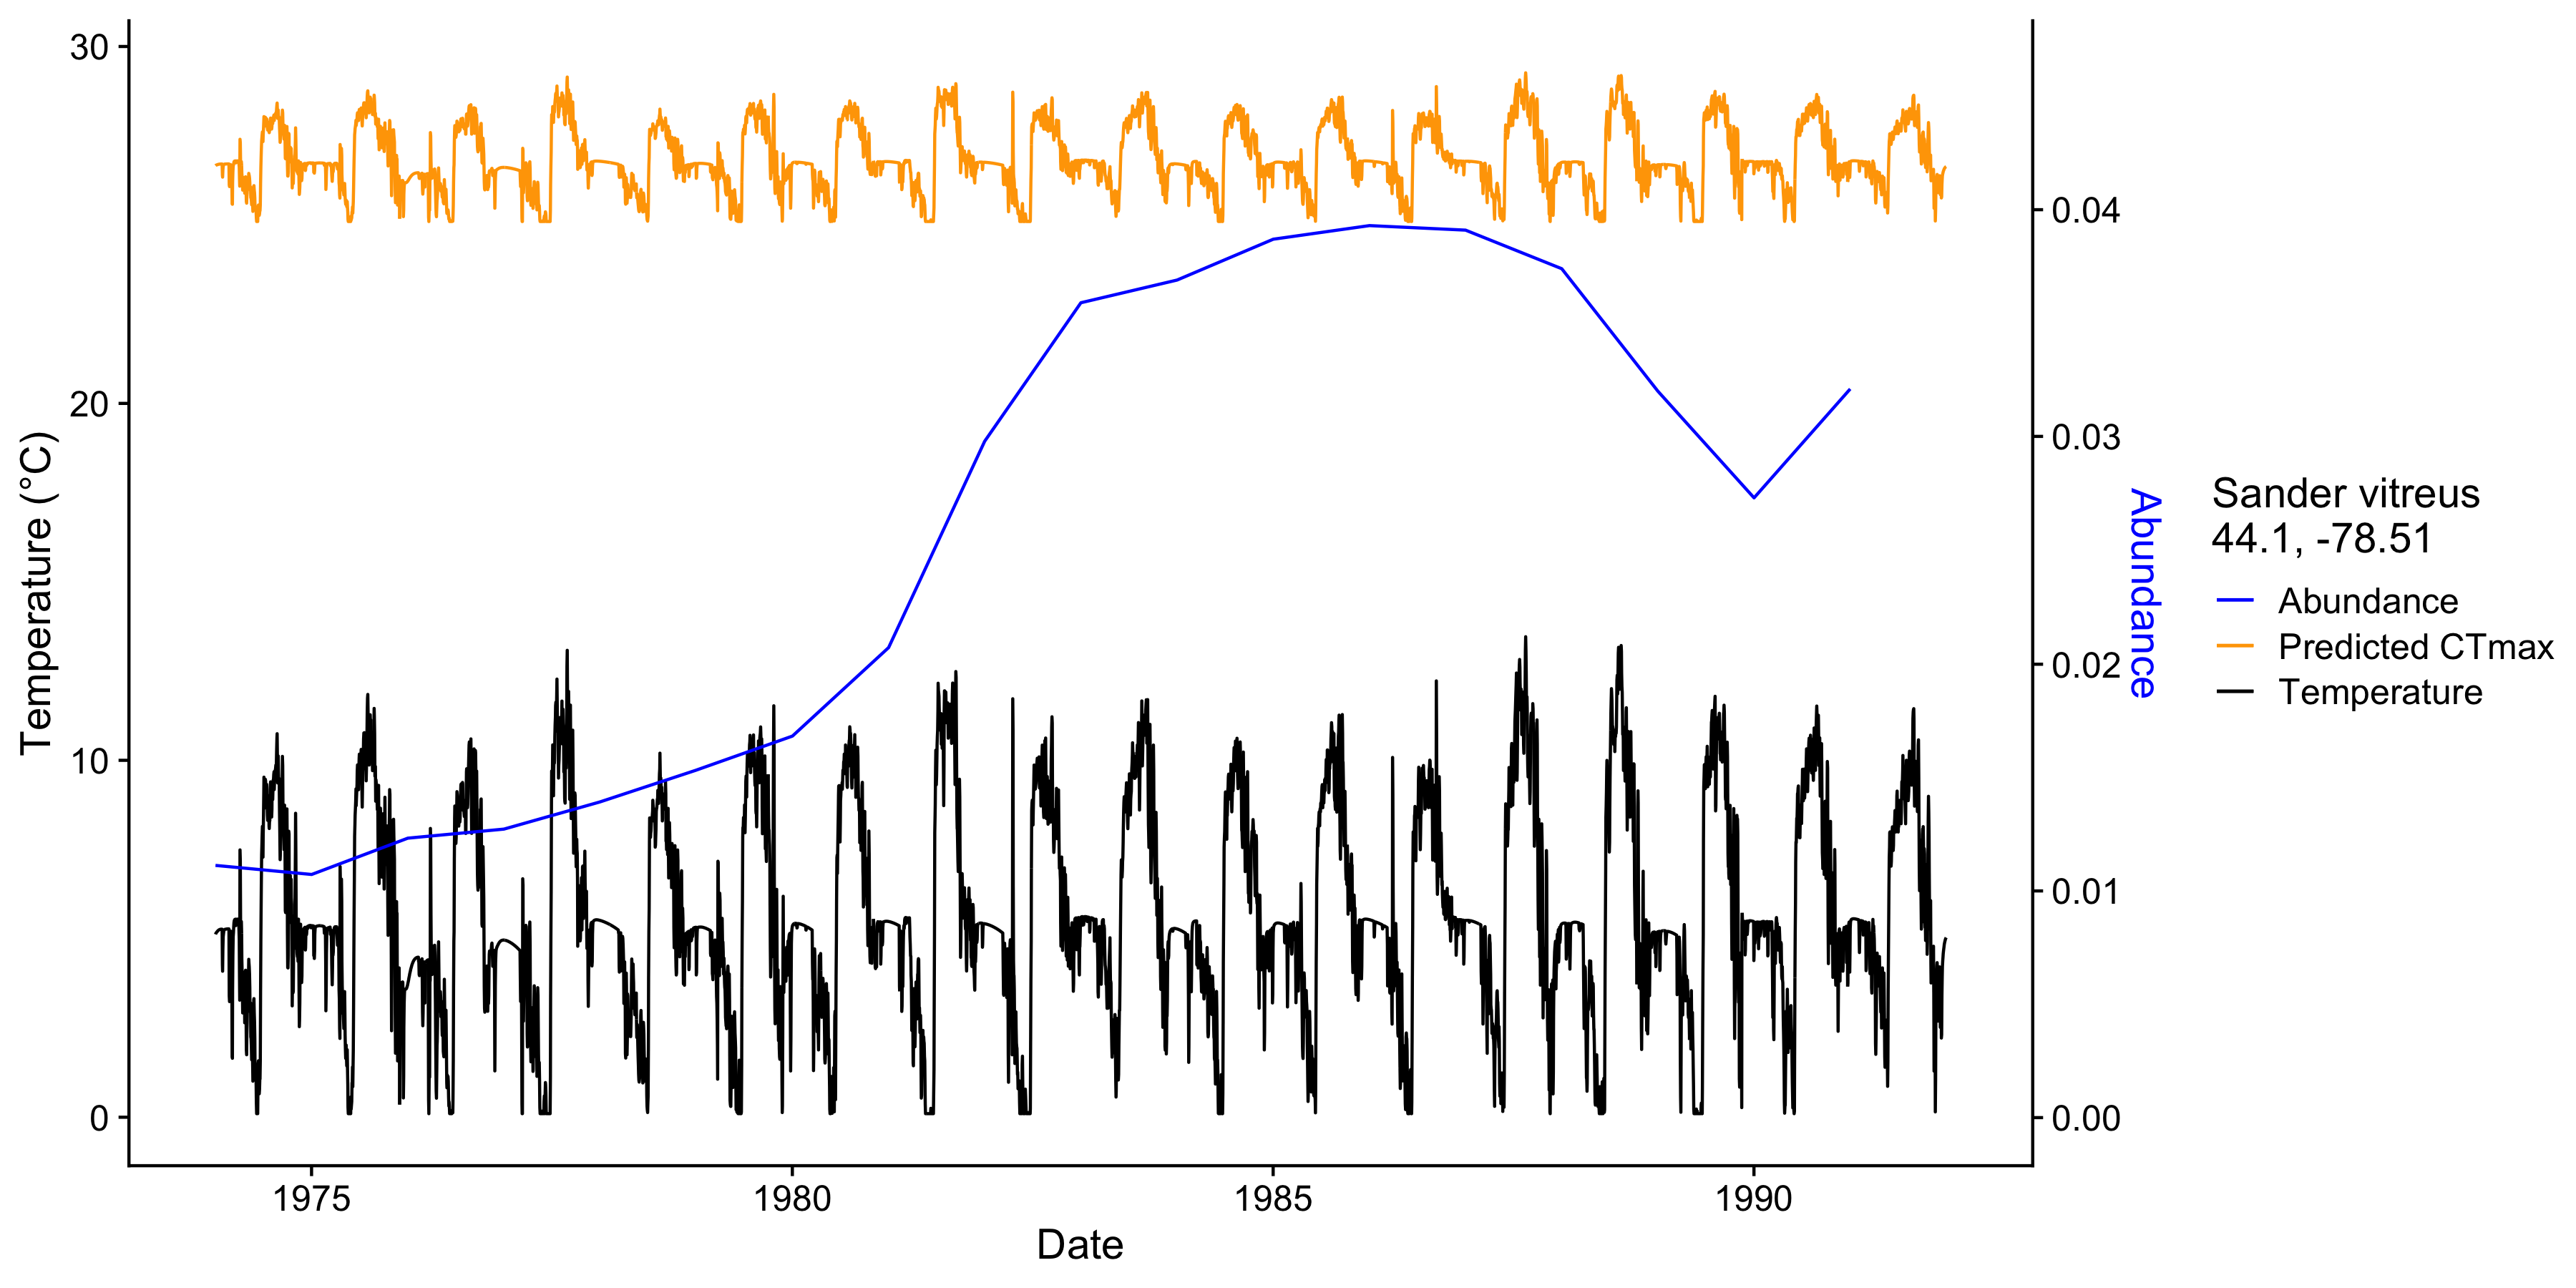 30
20
10
0
Temperature (°C)
1975
1980
1985
1990
Date
0.04
0.03
0.02
0.01
0.00
Abundance
Sander vitreus
44.1, -78.51
Abundance
Predicted CTmax
Temperature